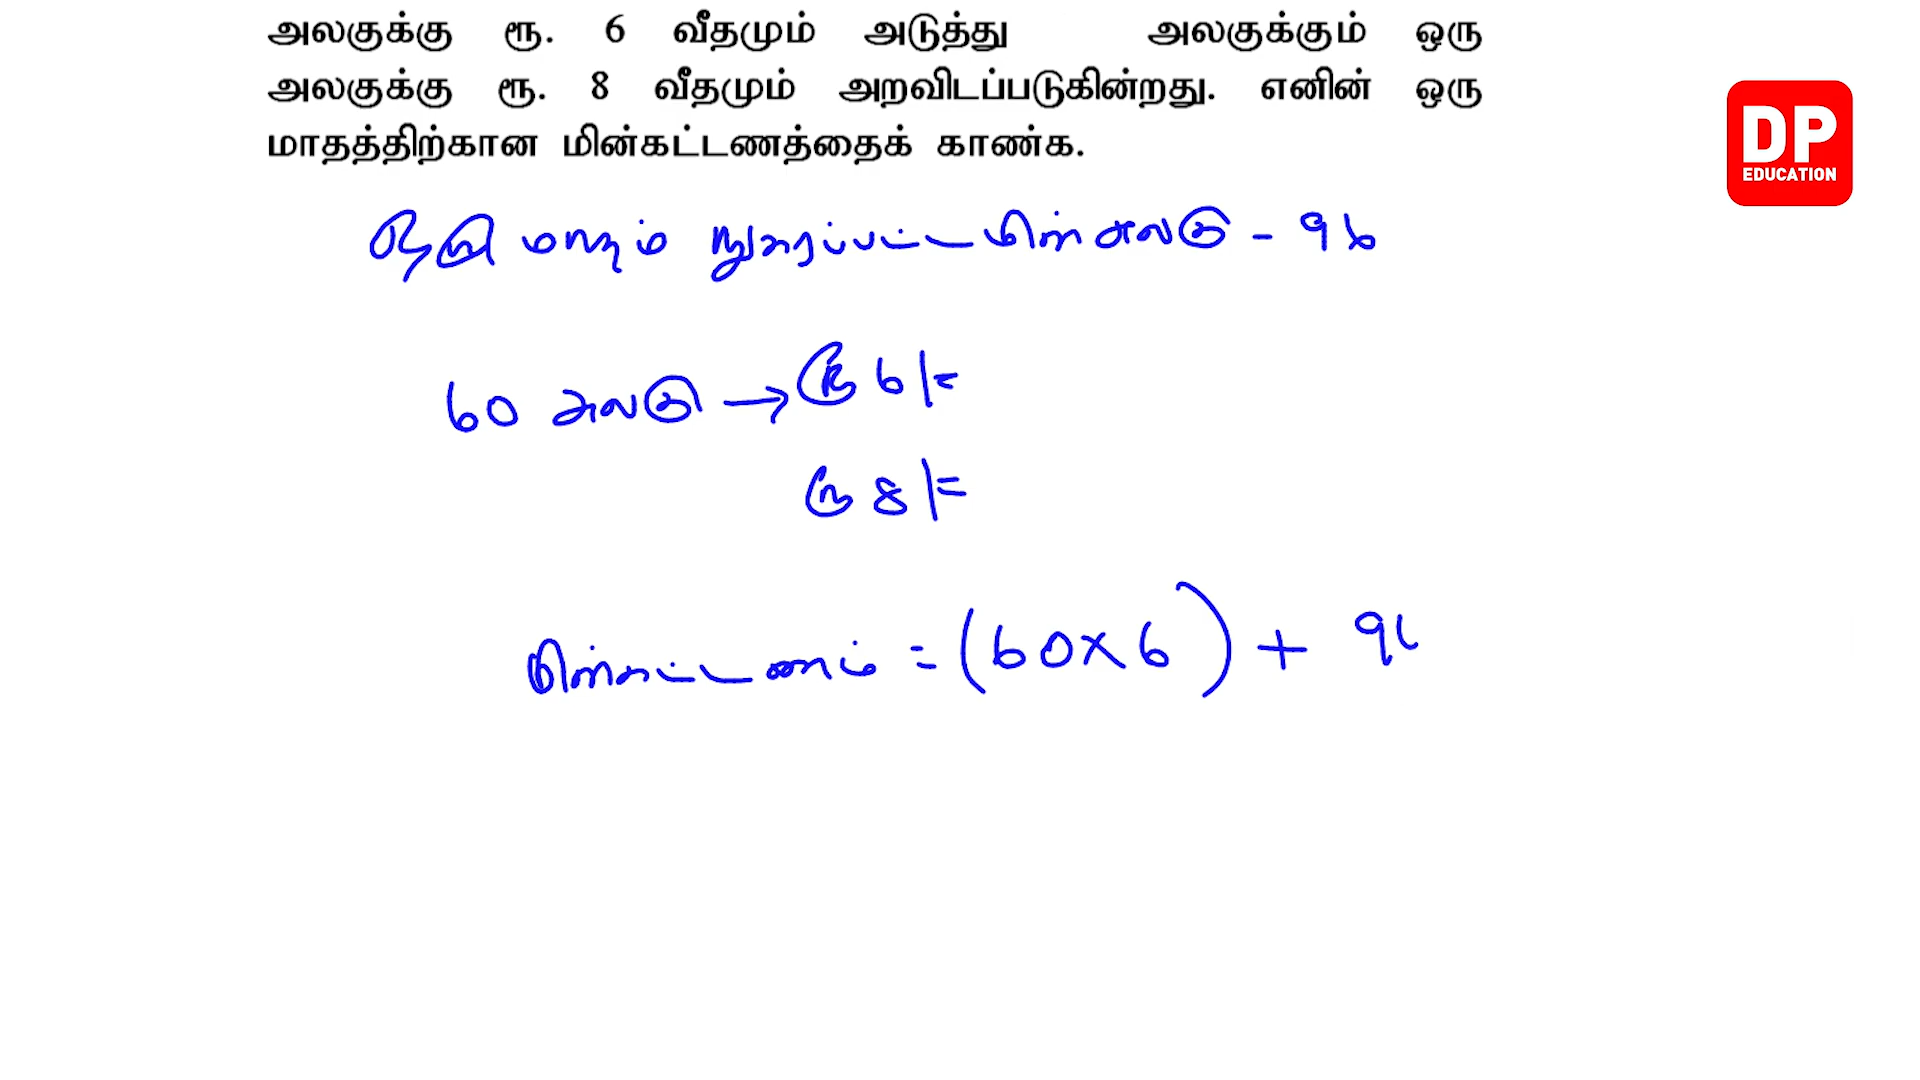 அலகுக்கு ரூ. 6 வீதமும் அடுத்து அலகுக்கும் ஒரு
அலகுக்கு ரூ. 8 வீதமும் அறவிடப்படுகின்றது. எனின் ஒரு
மாதத்திற்கான மின்கட்டணத்தைக் காண்க.
DP
EDUCATION
மாதம் நுகரப்பட்ட மின் அலகு - 96
60 அலகு → ரூ 6/=
ரூ 8/=
மின்கட்டணம் = (60×6) + 96